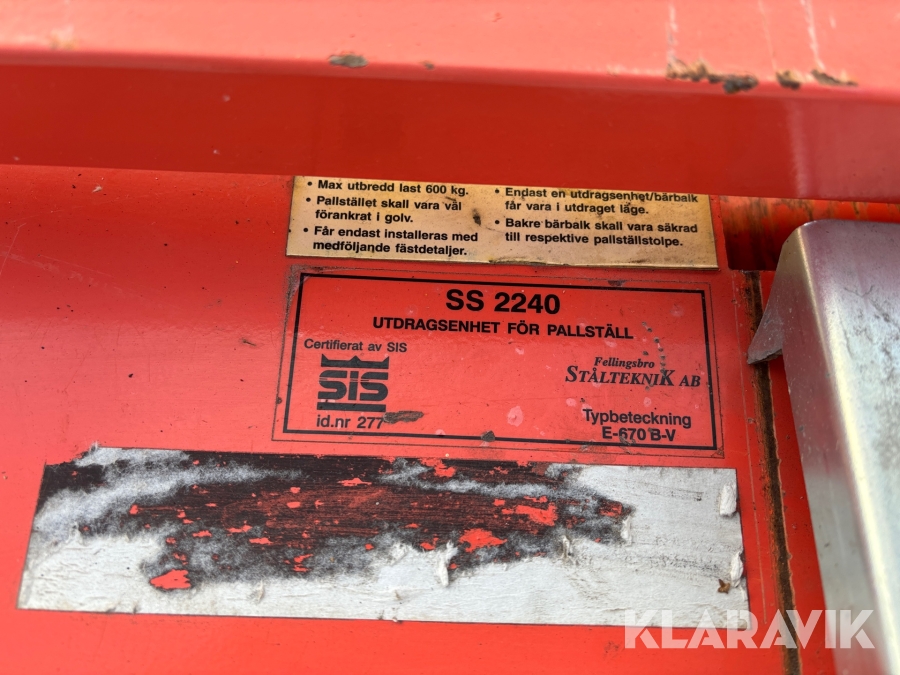 • Max utbredd last 600 kg.
• Pallstället skall vara väl
förankrat i golv.
• Får endast installeras med
medföljande fästdetaljer.
• Endast en utdragsenhet/bärbalk
får vara i utdraget läge.
• Bakre bärbalk skall vara säkrad
till respektive pallställstolpe.
SS 2240
UTDRAGSENHET FÖR PALLSTÄLL
Certifierat av SIS
SIS
id.nr 277
Fellingsbro
STÅLTEKNIK AB
Typbeteckning
E-670 B-V
KLARAVIK